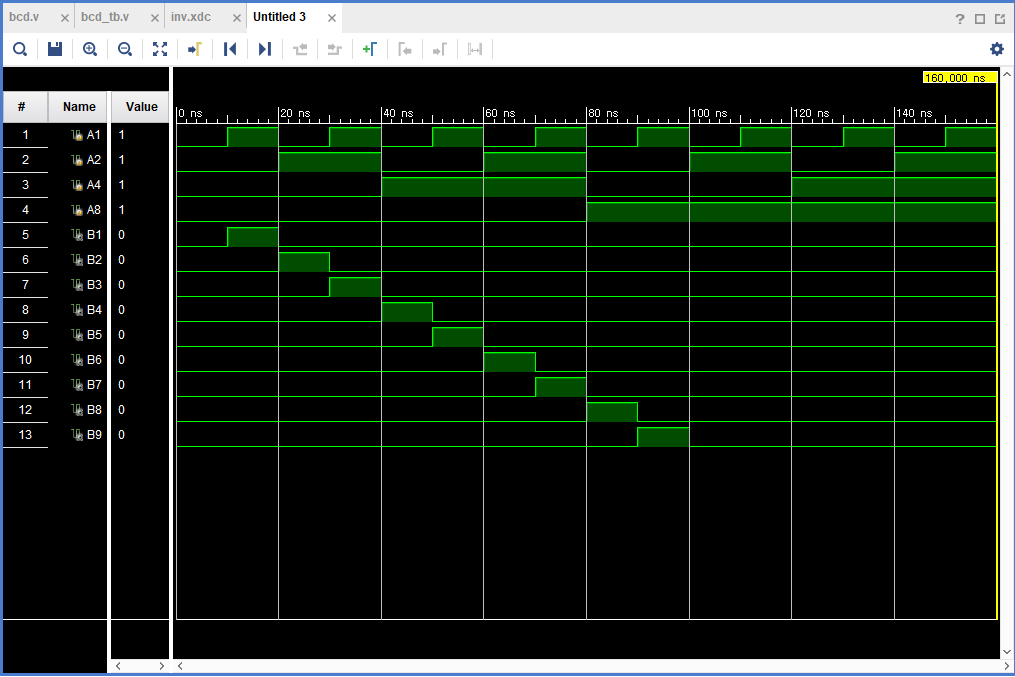 bcd.v bcd_tb.v inv.xdc Untitled 3 ?
160,000 ns
# Name Value 0 ns 20 ns 40 ns 60 ns 80 ns 100 ns 120 ns 140 ns
1 A1 1
2 A2 1
3 A4 1
4 A8 1
5 B1 0
6 B2 0
7 B3 0
8 B4 0
9 B5 0
10 B6 0
11 B7 0
12 B8 0
13 B9 0